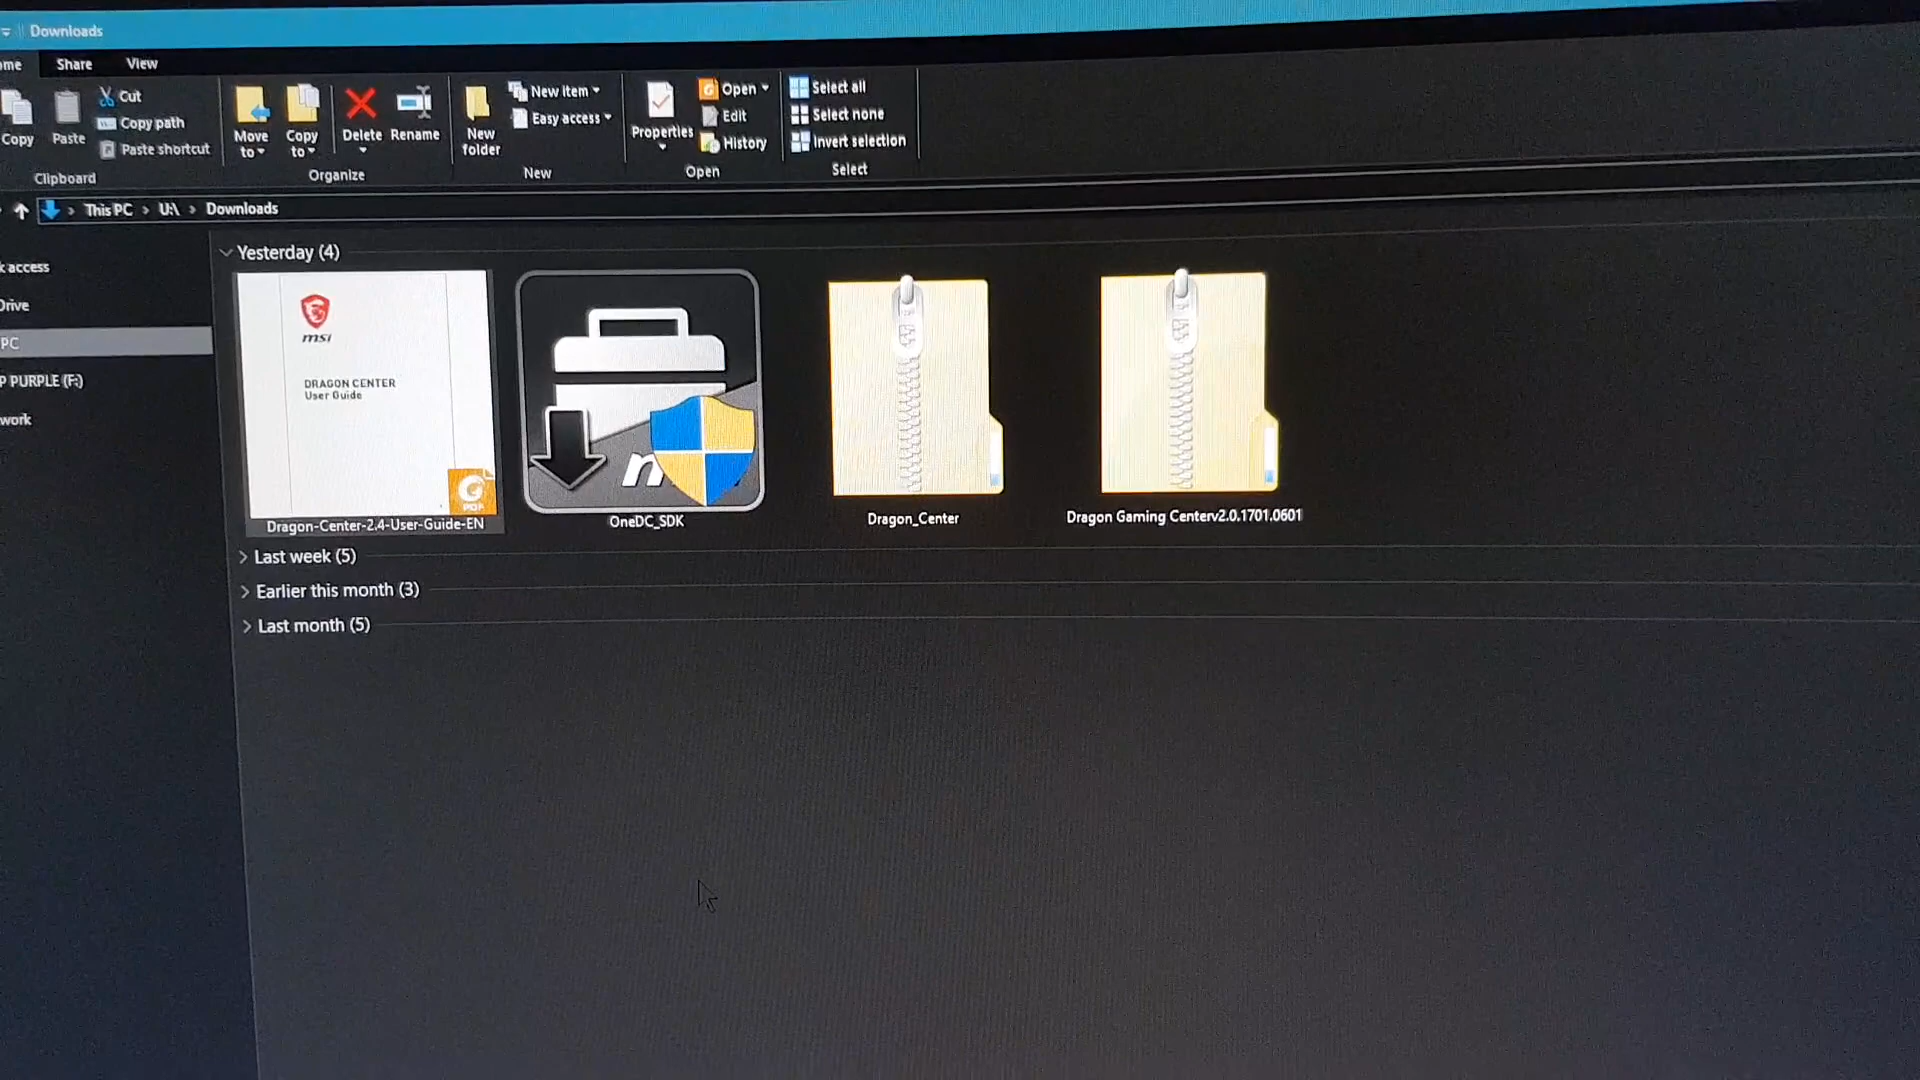 Downloads
ome Share View
Copy
Paste
Cut
Copy path
Paste shortcut
Clipboard
Move to
Copy to
Delete
Rename
Organize
New folder
New item
Easy access
New
Properties
Open
Edit
History
Open
Select all
Select none
Invert selection
Select
This PC > U:\ > Downloads
k access
Drive
PC
P PURPLE (F:)
work
Yesterday (4)
msi
DRAGON CENTER
User Guide
PDF
Dragon-Center-2.4-User-Guide-EN
n
OneDC_SDK
Dragon_Center
Dragon Gaming Centerv2.0.1701.0601
Last week (5)
Earlier this month (3)
Last month (5)